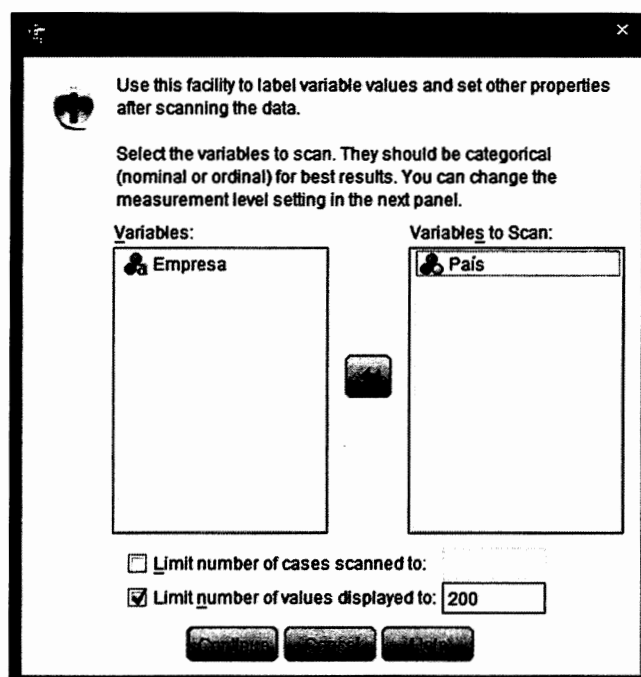 Use this facility to label variable values and set other properties
after scanning the data.
Select the variables to scan. They should be categorical
(nominal or ordinal) for best results. You can change the
measurement level setting in the next panel.
Variables:
Variables to Scan:
Empresa
País
Limit number of cases scanned to:
Limit number of values displayed to: 200